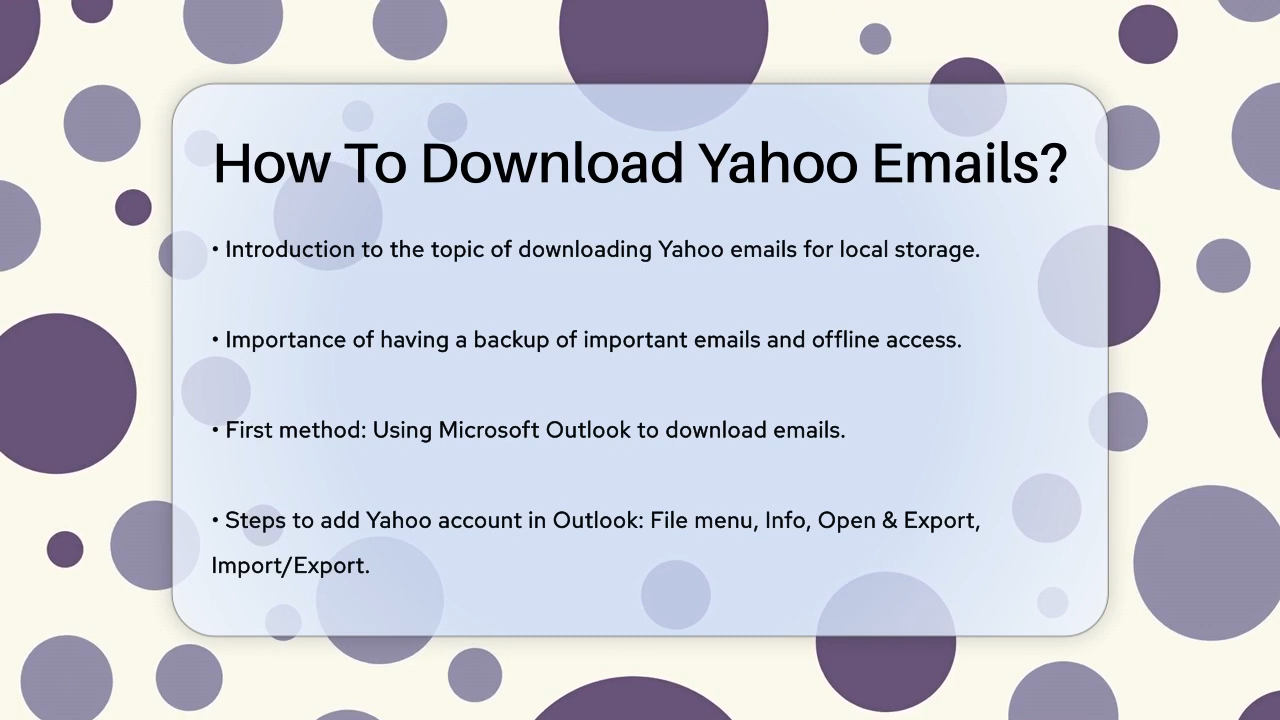 How To Download Yahoo Emails?
• Introduction to the topic of downloading Yahoo emails for local storage.
• Importance of having a backup of important emails and offline access.
• First method: Using Microsoft Outlook to download emails.
• Steps to add Yahoo account in Outlook: File menu, Info, Open & Export,
Import/Export.